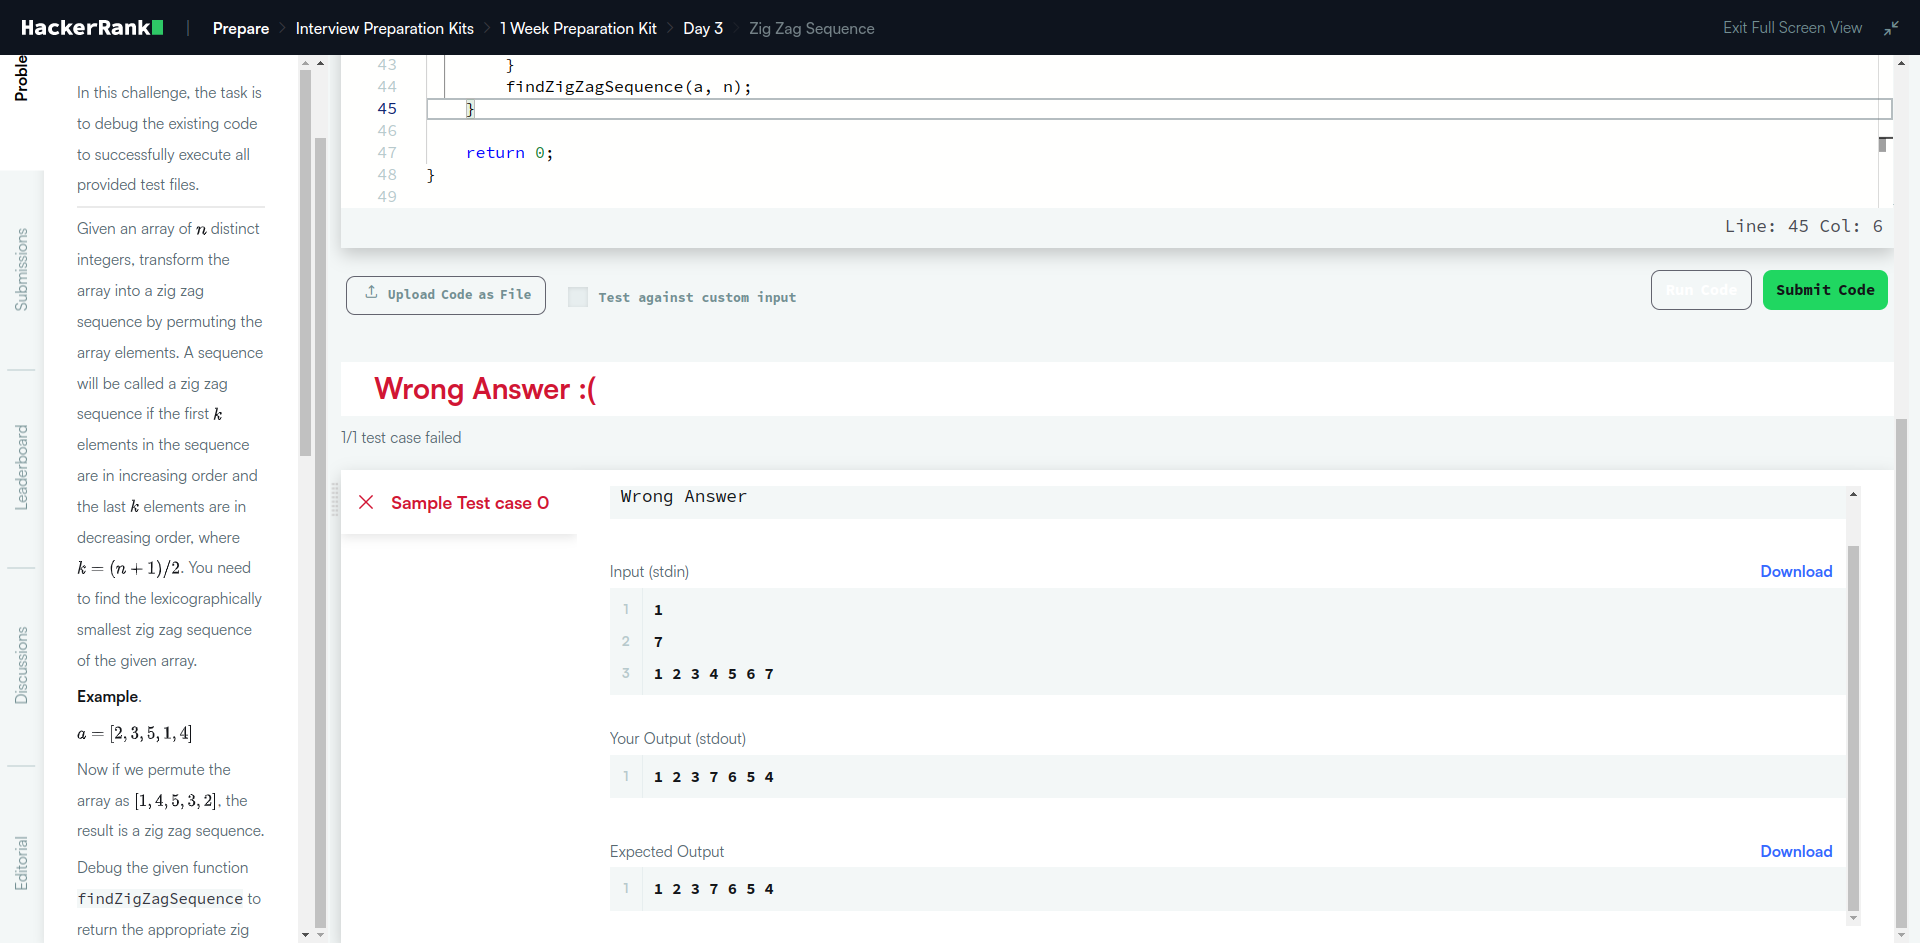 HackerRank | Prepare > Interview Preparation Kits > 1 Week Preparation Kit > Day 3 > Zig Zag Sequence
Exit Full Screen View
Proble
Submissions
Leaderboard
Discussions
Editorial
In this challenge, the task is
to debug the existing code
to successfully execute all
provided test files.
Given an array of n distinct
integers, transform the
array into a zig zag
sequence by permuting the
array elements. A sequence
will be called a zig zag
sequence if the first k
elements in the sequence
are in increasing order and
the last k elements are in
decreasing order, where
k = (n + 1)/2. You need
to find the lexicographically
smallest zig zag sequence
of the given array.
Example.
a = [2, 3, 5, 1, 4]
Now if we permute the
array as [1, 4, 5, 3, 2], the
result is a zig zag sequence.
Debug the given function
findZigZagSequence to
return the appropriate zig
43 }
44 findZigZagSequence(a, n);
45 }
46
47 return 0;
48 }
49
Line: 45 Col: 6
Upload Code as File
Test against custom input
Run Code
Submit Code
Wrong Answer :(
1/1 test case failed
Sample Test case 0
Wrong Answer
Input (stdin)
Download
1 1
2 7
3 1 2 3 4 5 6 7
Your Output (stdout)
1 1 2 3 7 6 5 4
Expected Output
Download
1 1 2 3 7 6 5 4